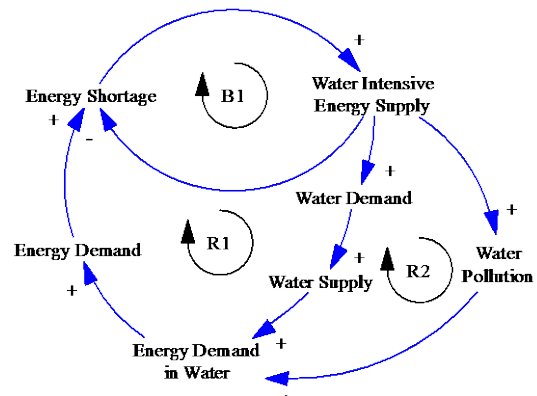 +
B1
Energy Shortage
Water Intensive
Energy Supply
+
-
+
Water Demand
R1
+
Energy Demand
+
Water Supply
R2
Water
Pollution
+
Energy Demand
in Water
+